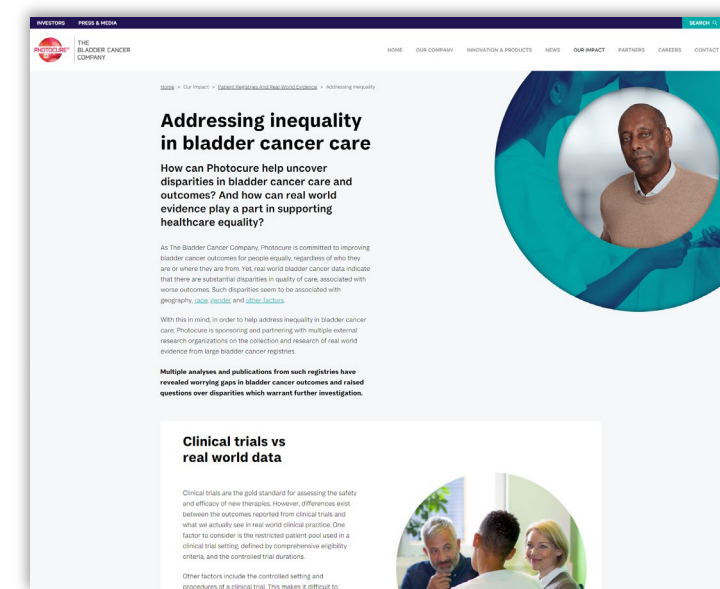 INVESTORS PRESS & MEDIA
SEARCH
PHOTOCURE
THE
BLADDER CANCER
COMPANY
HOME OUR COMPANY INNOVATION & PRODUCTS NEWS OUR IMPACT PARTNERS CAREERS CONTACT
Home > Our Impact > Patient Registries And Real World Evidence > Addressing inequality
Addressing inequality
in bladder cancer care
How can Photocure help uncover
disparities in bladder cancer care and
outcomes? And how can real world
evidence play a part in supporting
healthcare equality?
As The Bladder Cancer Company, Photocure is committed to improving
bladder cancer outcomes for people equally, regardless of who they
are or where they are from. Yet, real world bladder cancer data indicate
that there are substantial disparities in quality of care, associated with
worse outcomes. Such disparities seem to be associated with
geography, race, gender and other factors.
With this in mind, in order to help address inequality in bladder cancer
care, Photocure is sponsoring and partnering with multiple external
research organizations on the collection and research of real world
evidence from large bladder cancer registries.
Multiple analyses and publications from such registries have
revealed worrying gaps in bladder cancer outcomes and raised
questions over disparities which warrant further investigation.
Clinical trials vs
real world data
Clinical trials are the gold standard for assessing the safety
and efficacy of new therapies. However, differences exist
between the outcomes reported from clinical trials and
what we actually see in real world clinical practice. One
factor to consider is the restricted patient pool used in a
clinical trial setting, defined by comprehensive eligibility
criteria, and the controlled trial durations.
Other factors include the controlled setting and
procedures of a clinical trial. This makes it difficult to